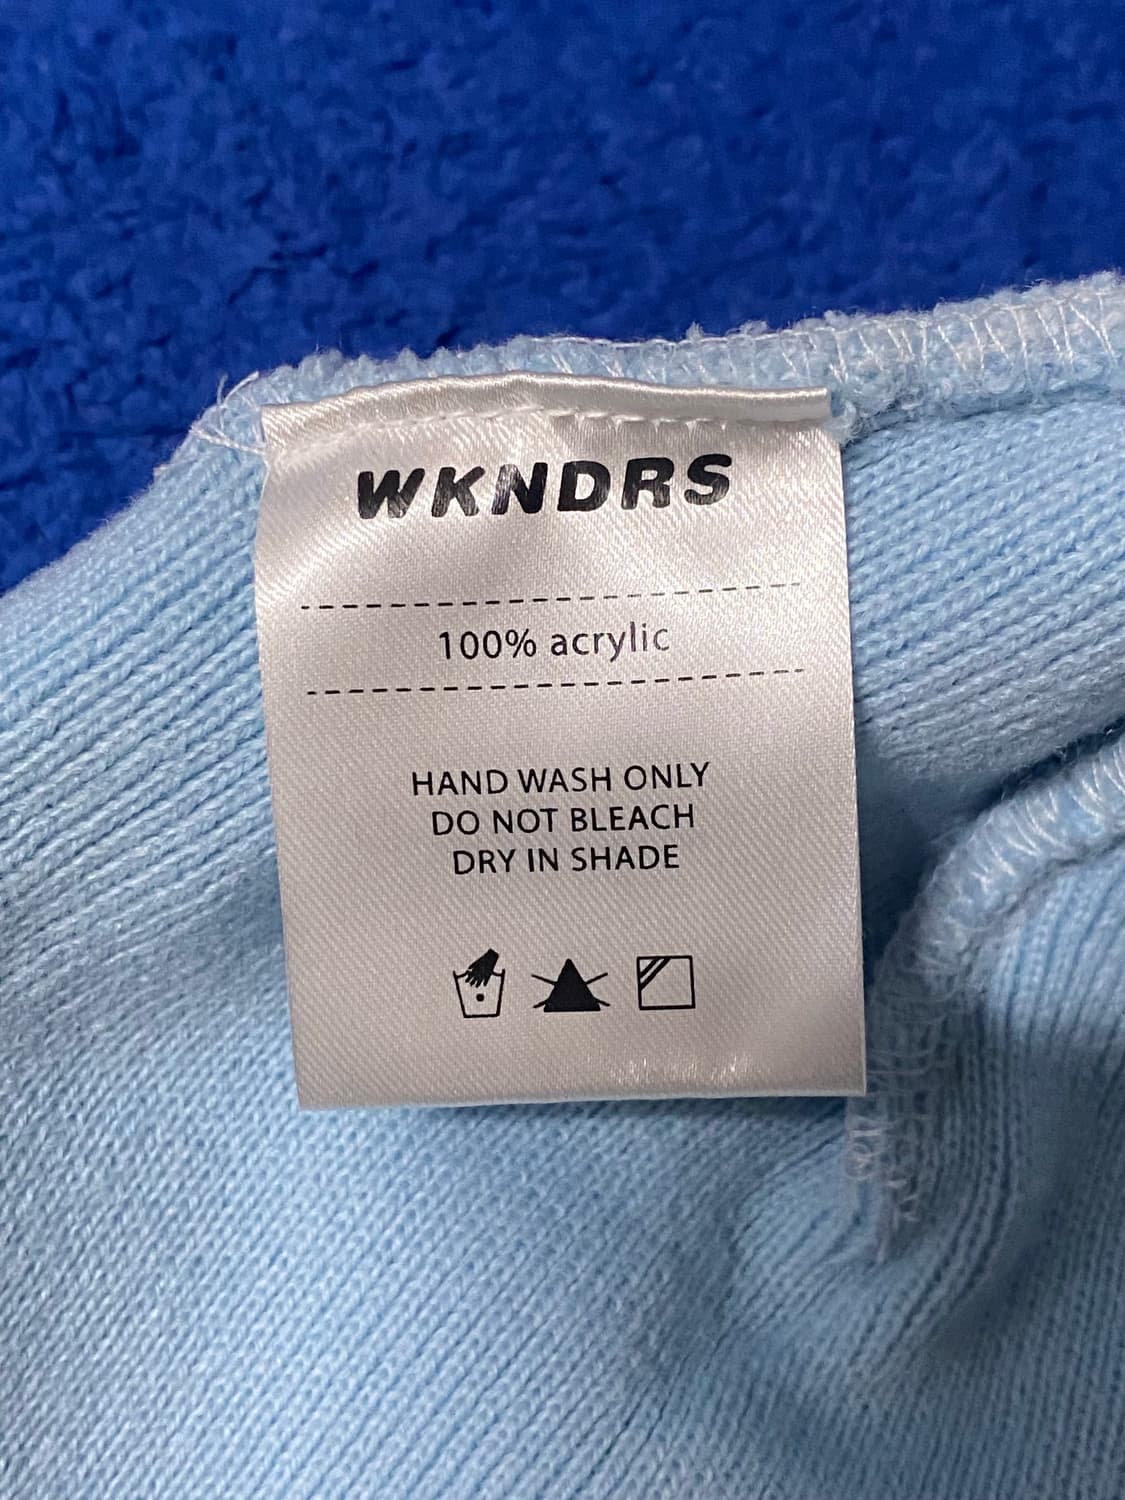 WKNDRS
100% acrylic
HAND WASH ONLY
DO NOT BLEACH
DRY IN SHADE